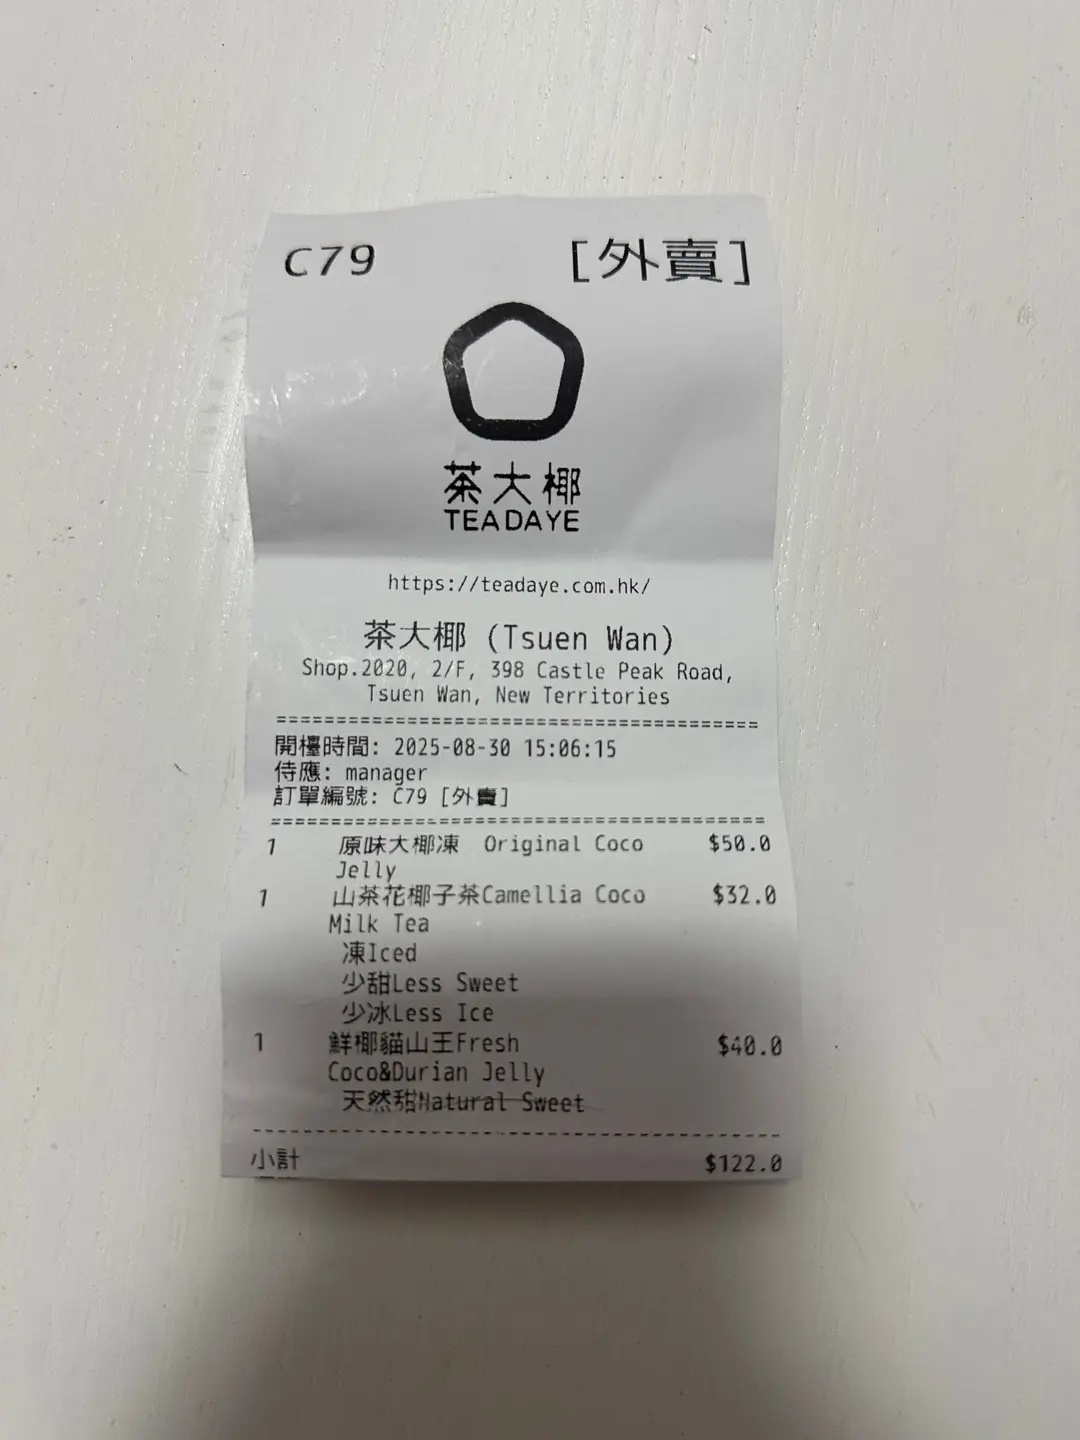 C79 [外賣]
茶大椰
TEADAYE
https://teadaye.com.hk/
茶大椰 (Tsuen Wan)
Shop.2020, 2/F, 398 Castle Peak Road,
Tsuen Wan, New Territories
========================================
開檯時間: 2025-08-30 15:06:15
侍應: manager
訂單編號: C79 [外賣]
========================================
1 原味大椰凍 Original Coco $50.0
Jelly
1 山茶花椰子茶Camellia Coco $32.0
Milk Tea
凍Iced
少甜Less Sweet
少冰Less Ice
1 鮮椰貓山王Fresh $40.0
Coco&Durian Jelly
天然甜Natural Sweet
----------------------------------------
小計 $122.0